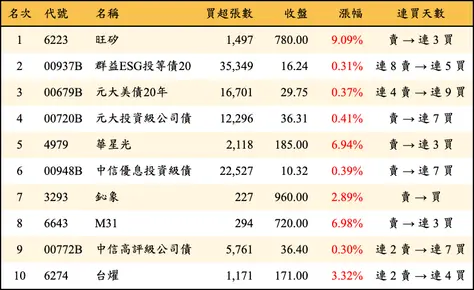 名次 代號 名稱 買超張數 收盤 漲幅 連買天數
1 6223 旺矽 1,497 780.00 9.09% 賣 → 連 3 買
2 00937B 群益ESG投等債20 35,349 16.24 0.31% 連 8 賣 → 連 5 買
3 00679B 元大美債20年 16,701 29.75 0.37% 連 4 賣 → 連 9 買
4 00720B 元大投資級公司債 12,296 36.31 0.41% 賣 → 連 7 買
5 4979 華星光 2,118 185.00 6.94% 賣 → 連 3 買
6 00948B 中信優息投資級債 22,527 10.32 0.39% 賣 → 連 7 買
7 3293 鈊象 227 960.00 2.89% 賣 → 買
8 6643 M31 294 720.00 6.98% 賣 → 連 3 買
9 00772B 中信高評級公司債 5,761 36.40 0.30% 連 2 賣 → 連 7 買
10 6274 台燿 1,171 171.00 3.32% 連 2 賣 → 連 4 買